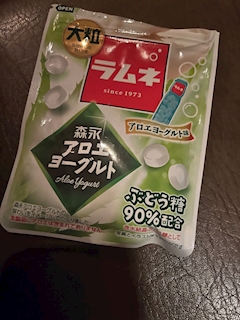 OPEN
大粒
ラムネ
since 1973
アロエヨーグルト味
森永
アロエ
ヨーグルト
Aloe Yogurt
ぶどう糖
90%配合